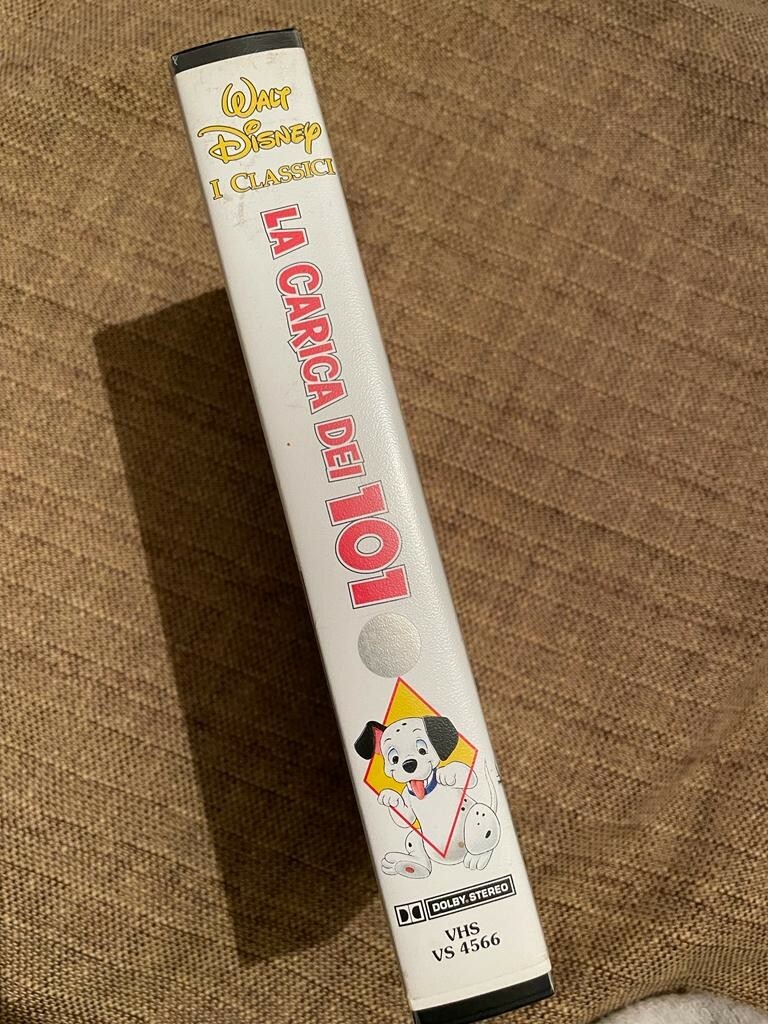 WALT
DISNEY
I CLASSICI
LA CARICA DEI 101
DOLBY STEREO
VHS
VS 4566